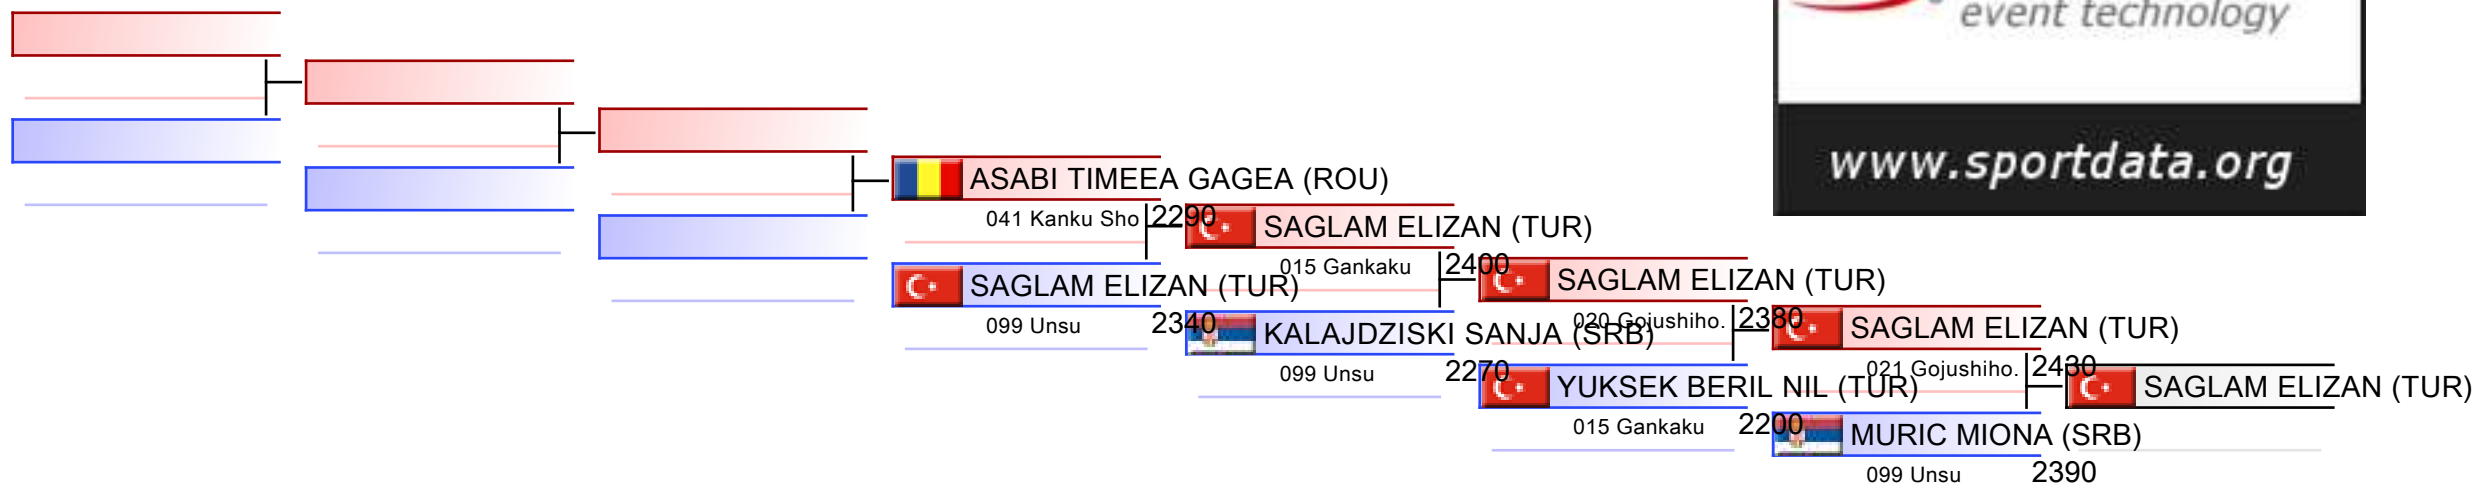 event technology
www.sportdata.org
ASABI TIMEEA GAGEA (ROU)
041 Kanku Sho 2290
SAGLAM ELIZAN (TUR)
099 Unsu 2340
SAGLAM ELIZAN (TUR)
015 Gankaku 2400
KALAJDZISKI SANJA (SRB)
099 Unsu 2270
SAGLAM ELIZAN (TUR)
020 Gojushiho. 2380
YUKSEK BERIL NIL (TUR)
015 Gankaku 2200
SAGLAM ELIZAN (TUR)
021 Gojushiho. 2430
MURIC MIONA (SRB)
099 Unsu 2390
SAGLAM ELIZAN (TUR)